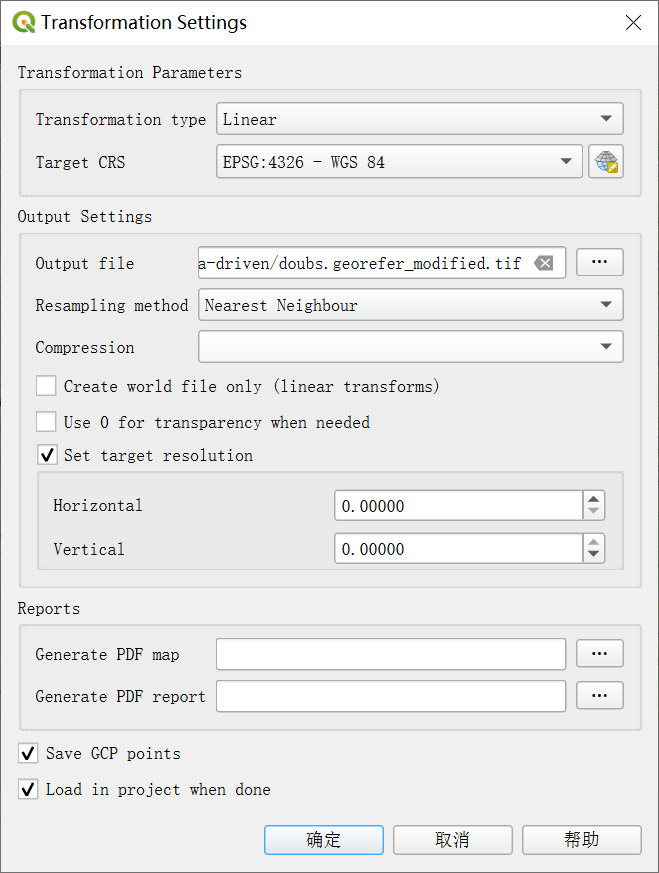 Transformation Settings
Transformation Parameters
Transformation type Linear
Target CRS EPSG:4326 - WGS 84
Output Settings
Output file a-driven/doubs.georefer_modified.tif ...
Resampling method Nearest Neighbour
Compression
Create world file only (linear transforms)
Use 0 for transparency when needed
Set target resolution
Horizontal 0.00000
Vertical 0.00000
Reports
Generate PDF map ...
Generate PDF report ...
Save GCP points
Load in project when done
确定 取消 帮助